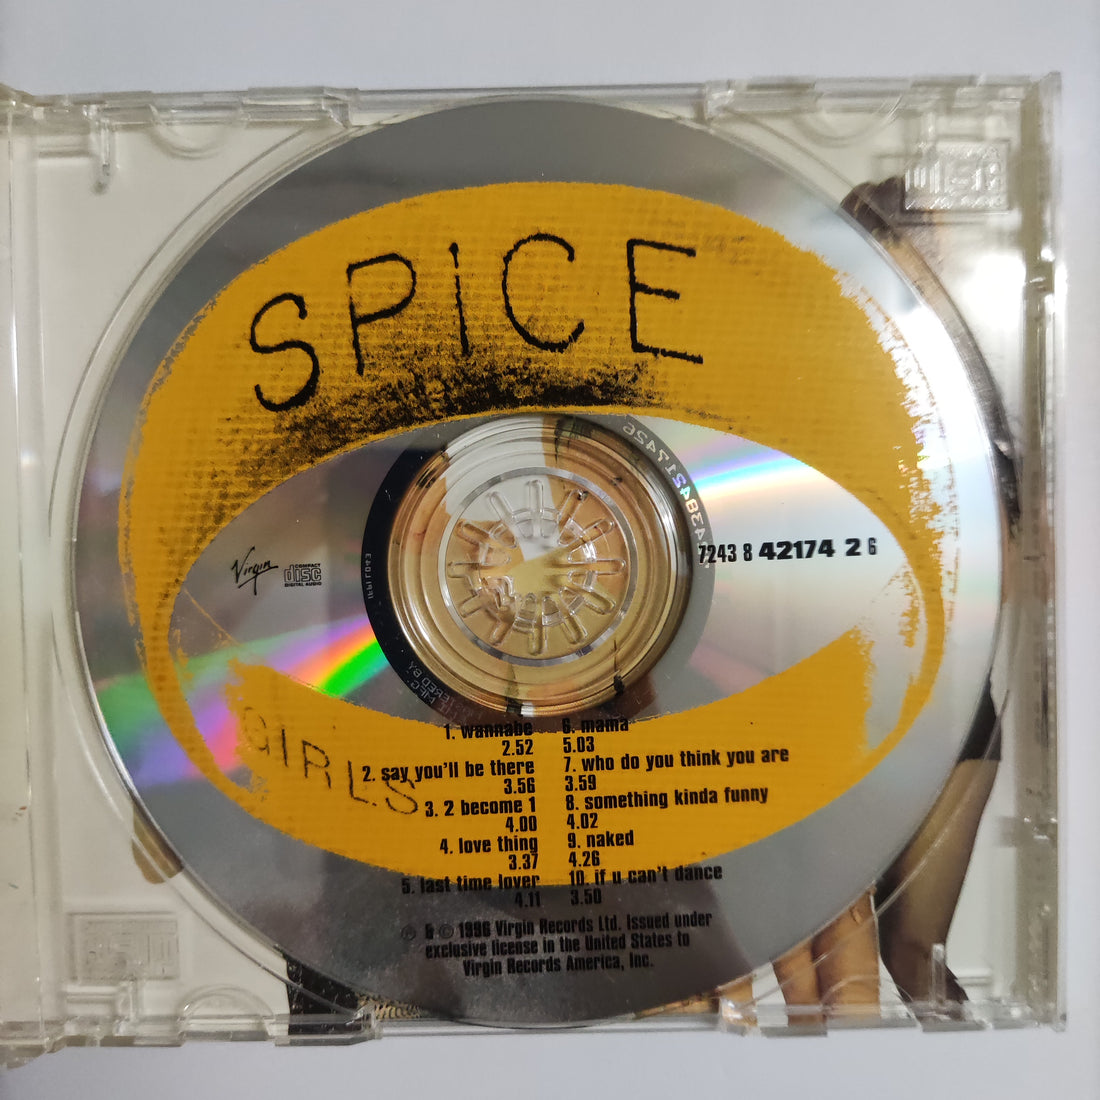 SPICE
GIRLS
Virgin
COMPACT
disc
DIGITAL AUDIO
7243 8 42174 2 6
1. wannabe
2.52
2. say you'll be there
3.56
3. 2 become 1
4.00
4. love thing
3.37
5. last time lover
4.11
6. mama
5.03
7. who do you think you are
3.59
8. something kinda funny
4.02
9. naked
4.26
10. if u can't dance
3.50
℗ & © 1996 Virgin Records Ltd. Issued under
exclusive license in the United States to
Virgin Records America, Inc.